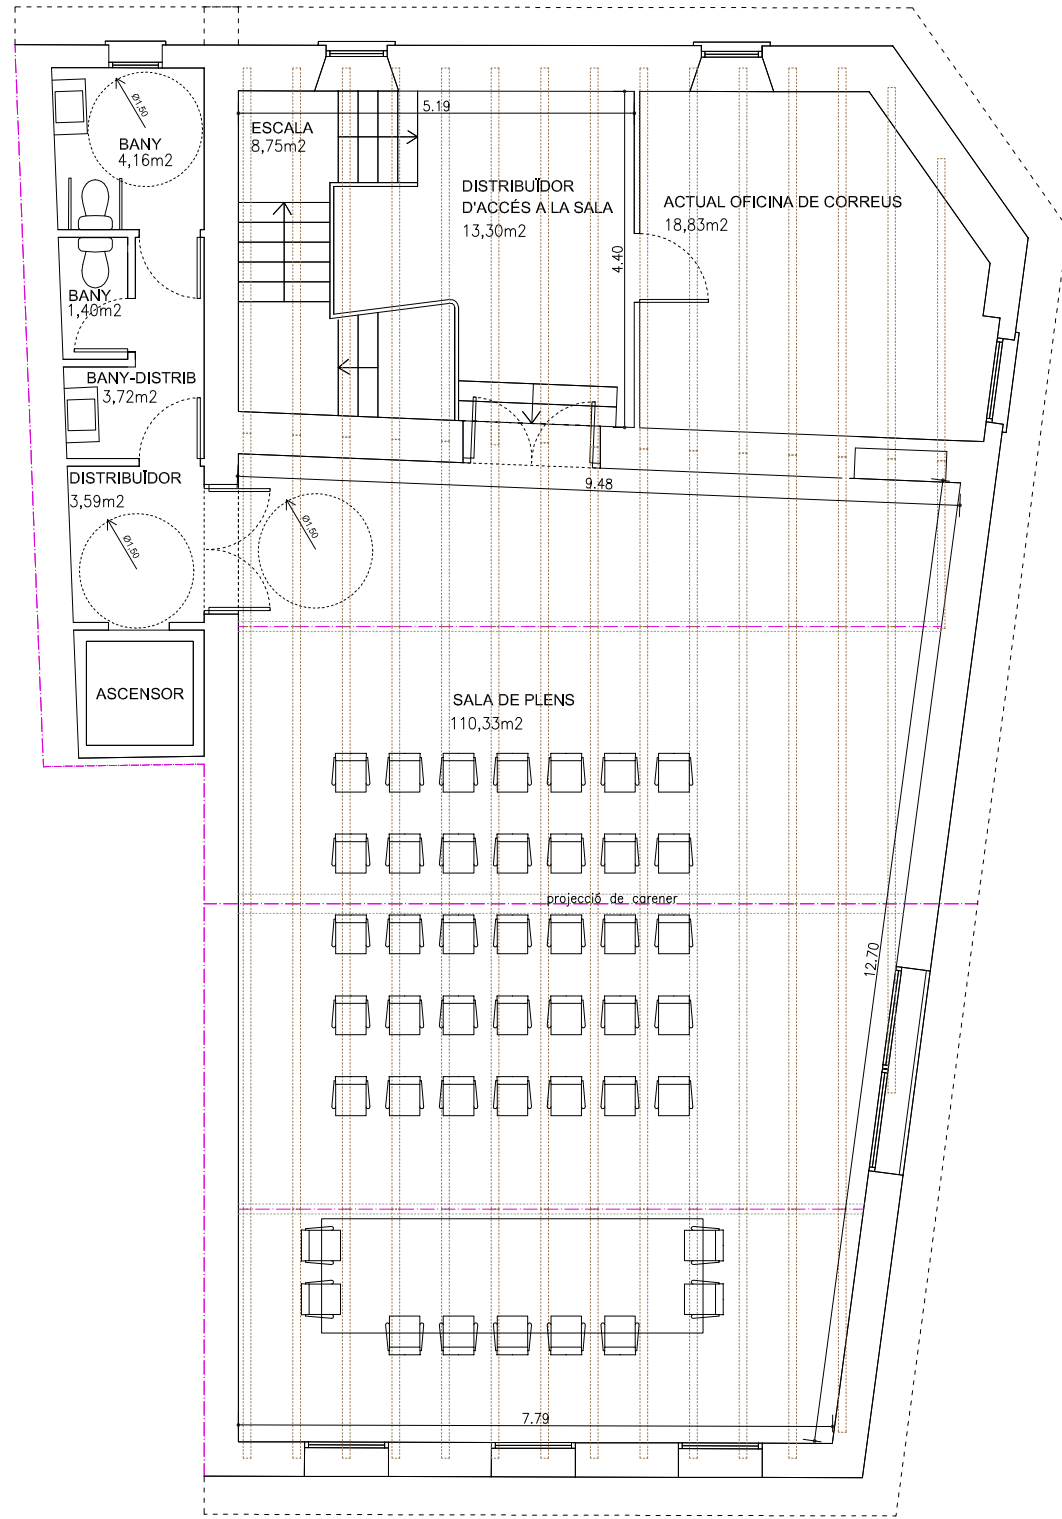 Ø1,50
BANY
4,16m2
ESCALA
8,75m2
5.19
DISTRIBUÏDOR
D'ACCÉS A LA SALA
13,30m2
4.40
ACTUAL OFICINA DE CORREUS
18,83m2
BANY
1,40m2
BANY-DISTRIB
3,72m2
DISTRIBUÏDOR
3,59m2
Ø1,50
Ø1,50
9.48
ASCENSOR
SALA DE PLENS
110,33m2
projecció de carener
12.70
7.79